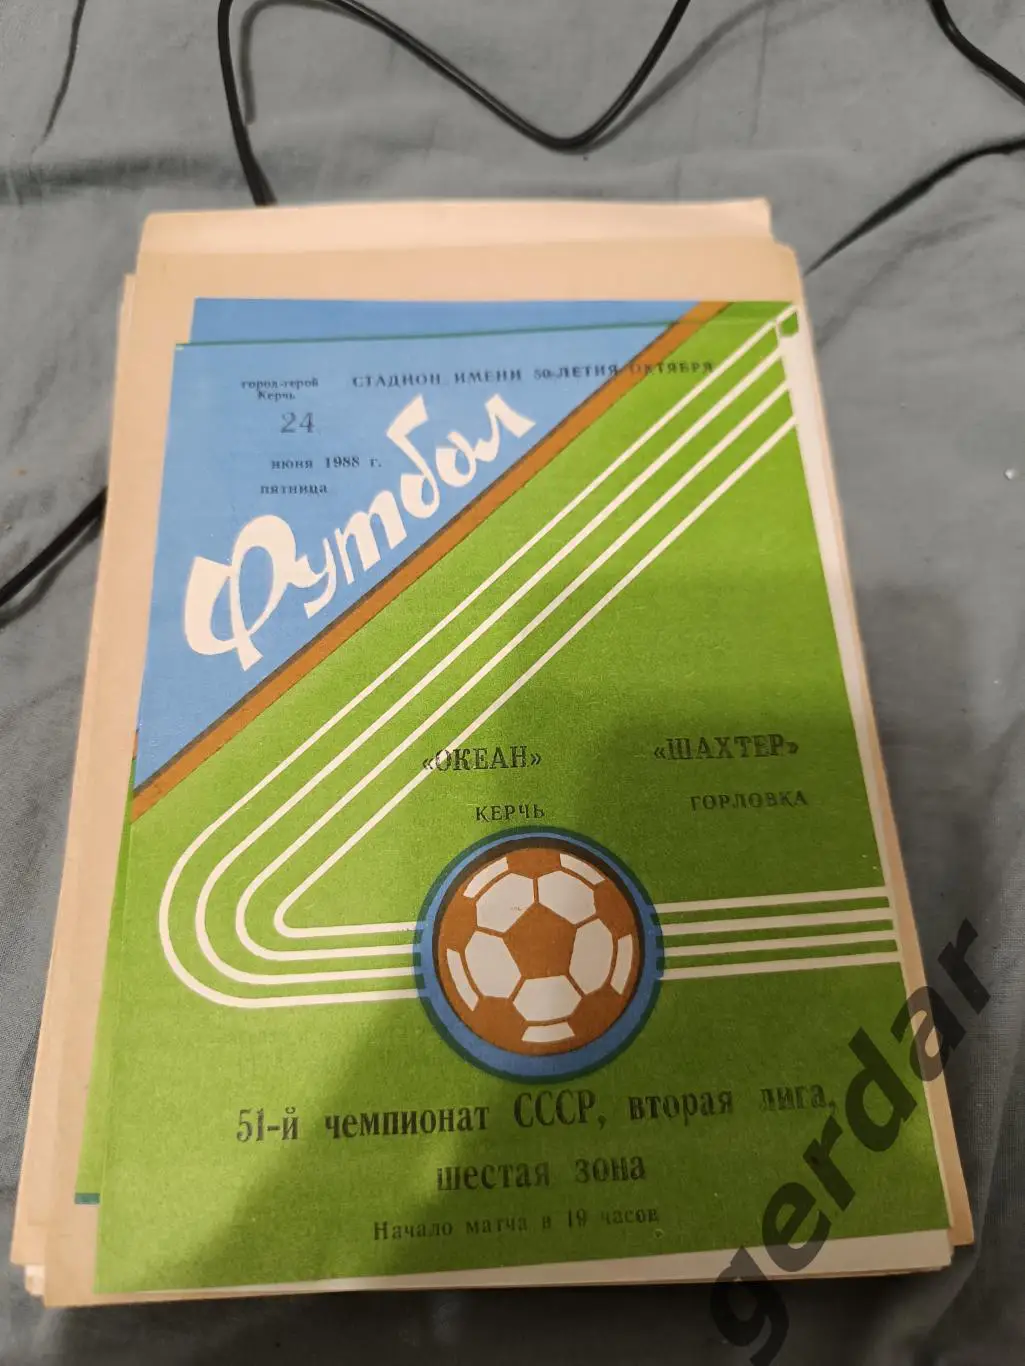 город-герой
Керчь
СТАДИОН ИМЕНИ 50-ЛЕТИЯ ОКТЯБРЯ
24
июня 1988 г.
пятница
Футбол
«ОКЕАН»
КЕРЧЬ
«ШАХТЕР»
ГОРЛОВКА
51-й чемпионат СССР, вторая лига,
шестая зона
Начало матча в 19 часов
gerdar